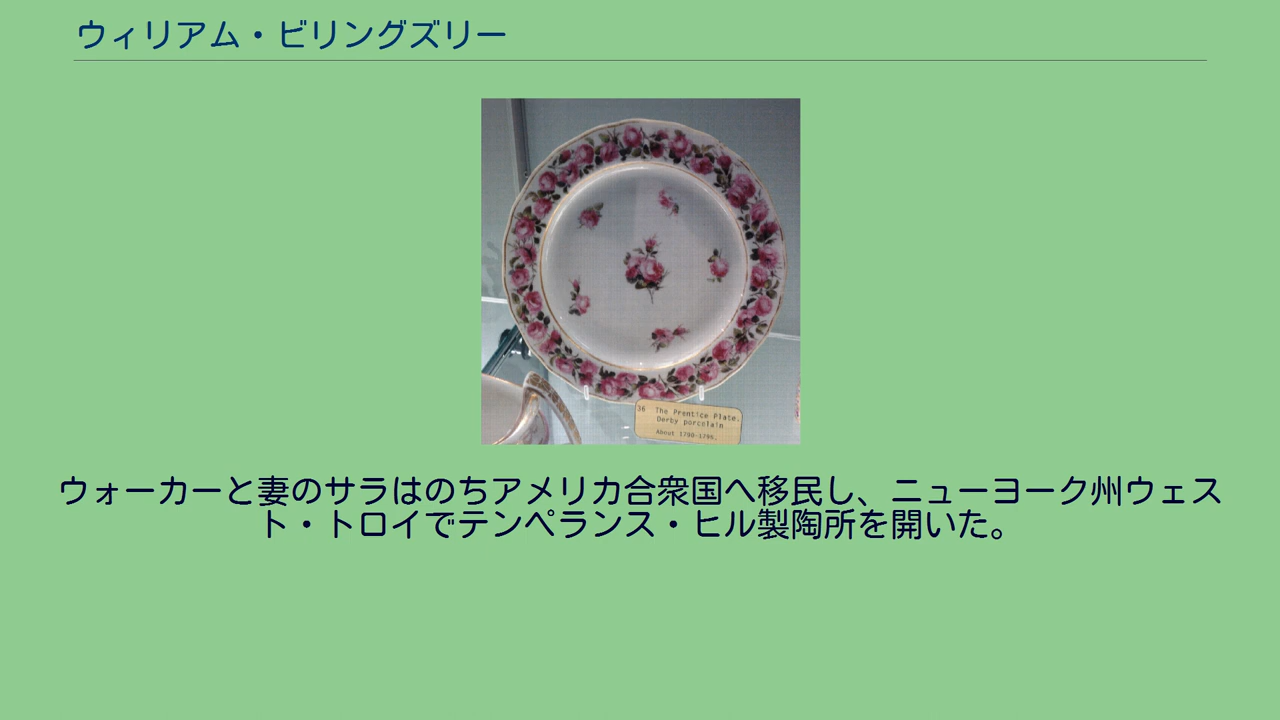 ウィリアム・ビリングズリー
36 The Prentice Plate.
Derby porcelain
About 1790-1795.
ウォーカーと妻のサラはのちアメリカ合衆国へ移民し、ニューヨーク州ウェス
ト・トロイでテンペランス・ヒル製陶所を開いた。